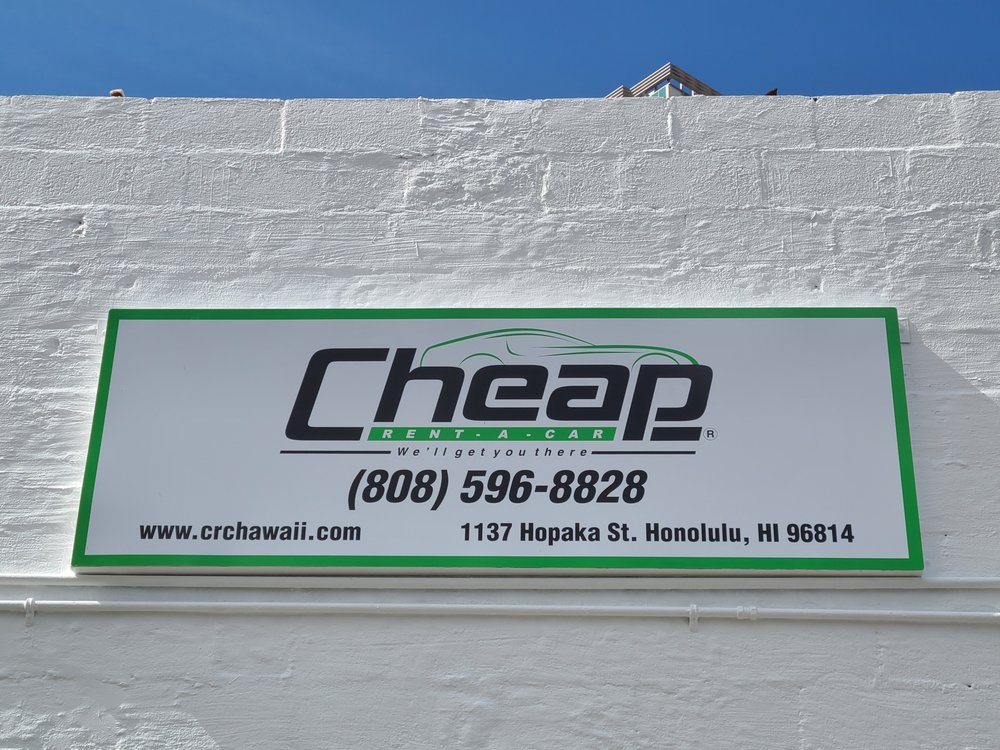 Cheap
RENT-A-CAR ®
We'll get you there
(808) 596-8828
www.crchawaii.com 1137 Hopaka St. Honolulu, HI 96814